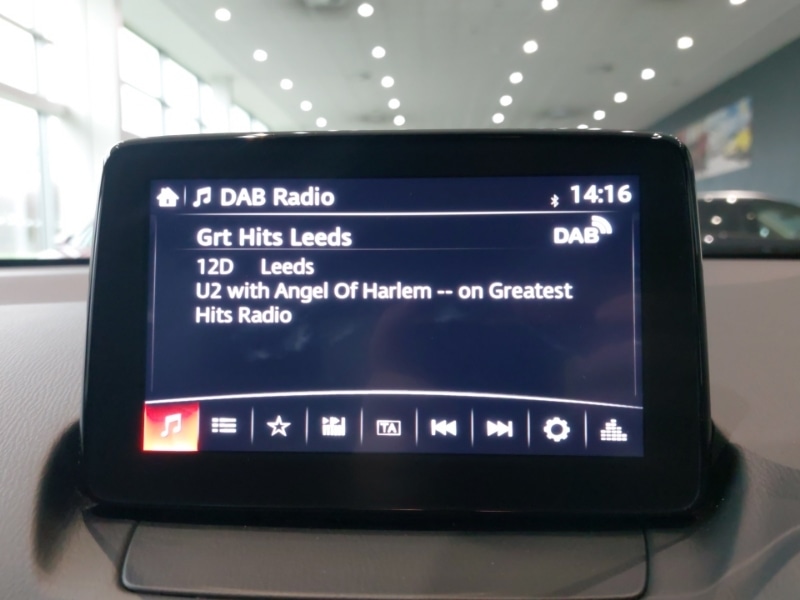 DAB Radio 14:16
Grt Hits Leeds DAB
12D Leeds
U2 with Angel Of Harlem -- on Greatest
Hits Radio
TA